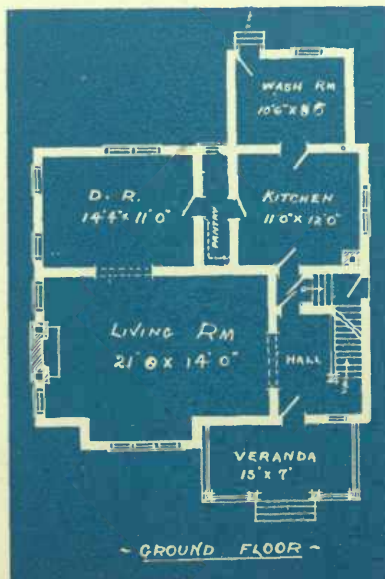 WASH RM
10'6" X 8'6"
D. R.
14'4" X 11'0"
PANTRY
KITCHEN
11'0" X 12'0"
LIVING RM
21' 0 X 14' 0"
HALL
VERANDA
15' X 7'
~ GROUND FLOOR ~